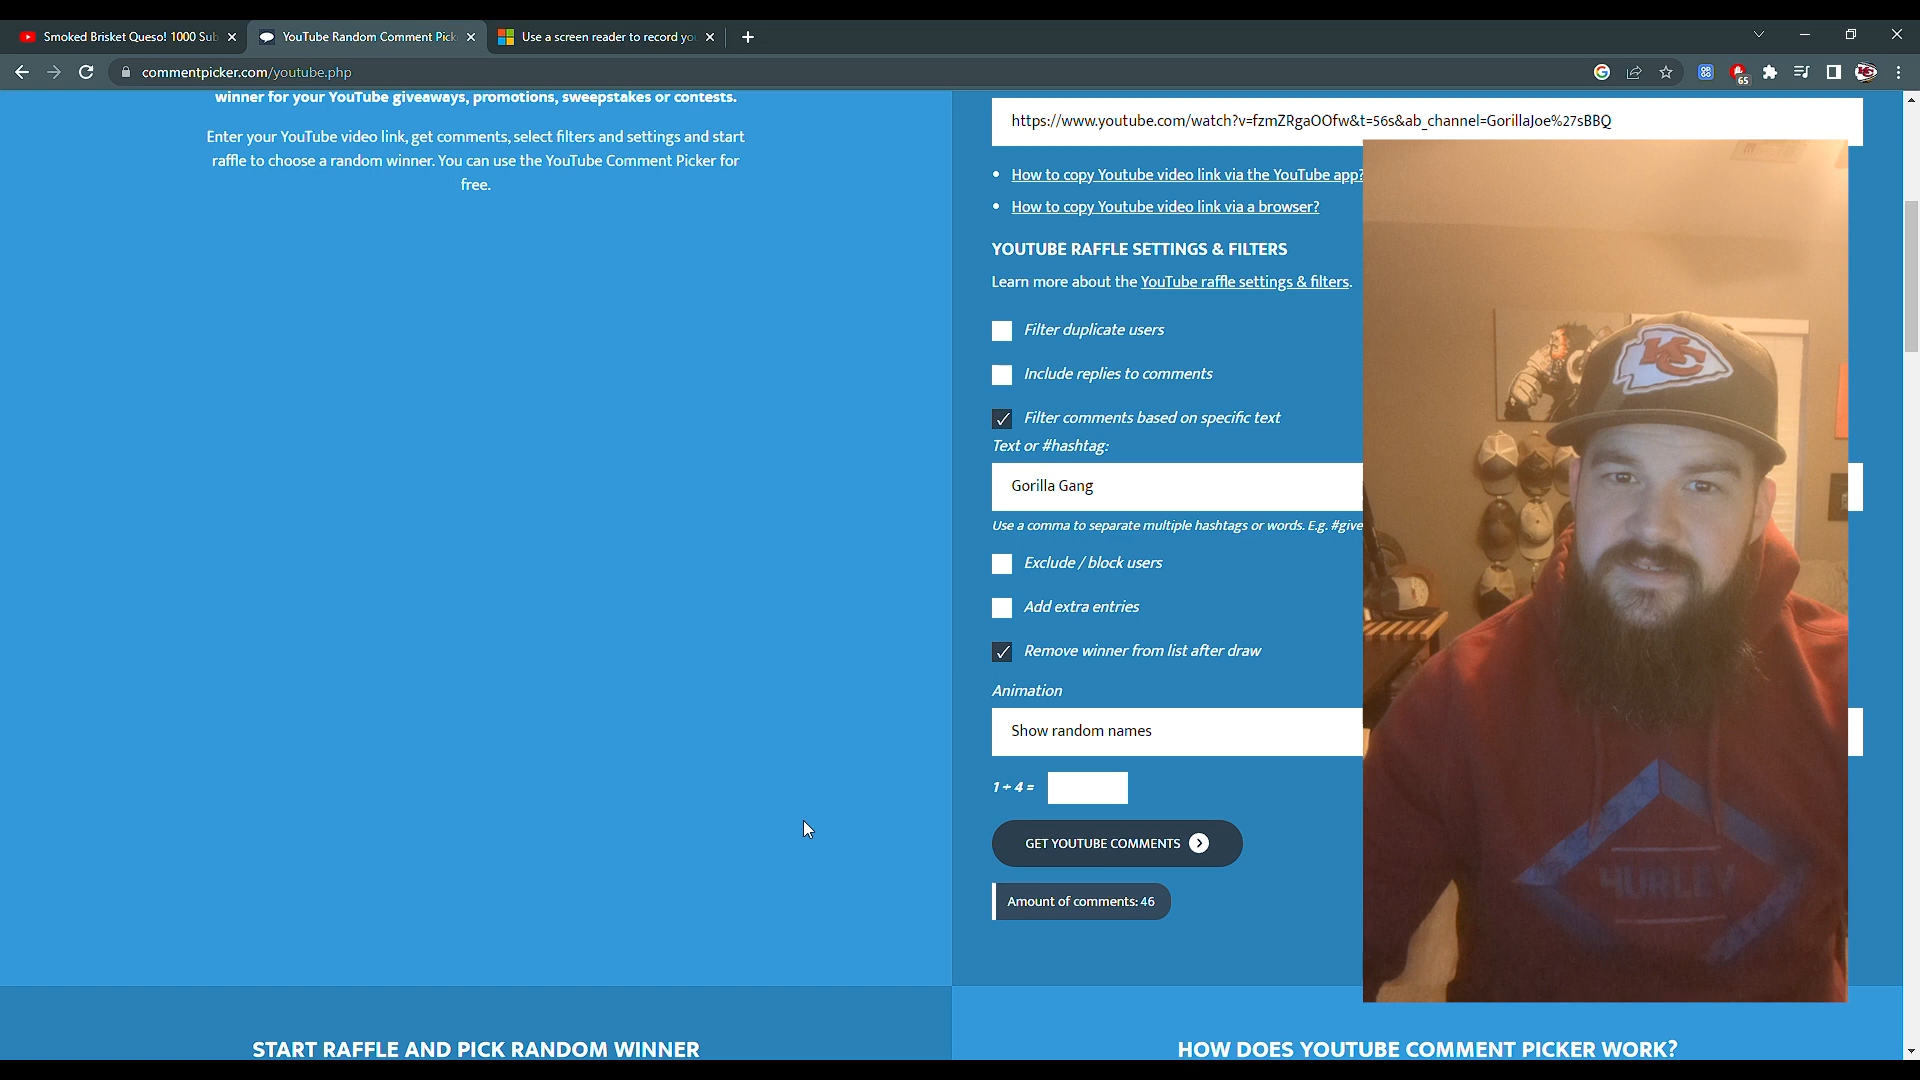 Smoked Brisket Queso! 1000 Sub
YouTube Random Comment Pick
Use a screen reader to record yo
commentpicker.com/youtube.php
65
winner for your YouTube giveaways, promotions, sweepstakes or contests.
Enter your YouTube video link, get comments, select filters and settings and start
raffle to choose a random winner. You can use the YouTube Comment Picker for
free.
https://www.youtube.com/watch?v=fzmZRgaOOfw&t=56s&ab_channel=GorillaJoe%27sBBQ
• How to copy Youtube video link via the YouTube app?
• How to copy Youtube video link via a browser?
YOUTUBE RAFFLE SETTINGS & FILTERS
Learn more about the YouTube raffle settings & filters.
Filter duplicate users
Include replies to comments
Filter comments based on specific text
Text or #hashtag:
Gorilla Gang
Use a comma to separate multiple hashtags or words. E.g. #give
Exclude / block users
Add extra entries
Remove winner from list after draw
Animation
Show random names
1 + 4 =
GET YOUTUBE COMMENTS
Amount of comments: 46
KC
HURLEY
START RAFFLE AND PICK RANDOM WINNER
HOW DOES YOUTUBE COMMENT PICKER WORK?